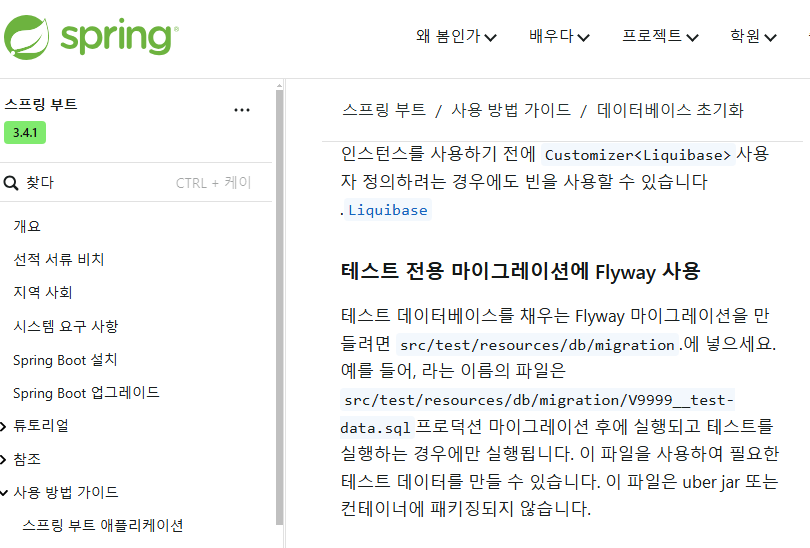 spring
왜 봄인가
배우다
프로젝트
학원
스프링 부트
...
3.4.1
찾다
CTRL + 케이
개요
선적 서류 비치
지역 사회
시스템 요구 사항
Spring Boot 설치
Spring Boot 업그레이드
튜토리얼
참조
사용 방법 가이드
스프링 부트 애플리케이션
스프링 부트 / 사용 방법 가이드 / 데이터베이스 초기화
인스턴스를 사용하기 전에 Customizer<Liquibase> 사용
자 정의하려는 경우에도 빈을 사용할 수 있습니다
.Liquibase
테스트 전용 마이그레이션에 Flyway 사용
테스트 데이터베이스를 채우는 Flyway 마이그레이션을 만
들려면 src/test/resources/db/migration.에 넣으세요.
예를 들어, 라는 이름의 파일은
src/test/resources/db/migration/V9999__test-
data.sql 프로덕션 마이그레이션 후에 실행되고 테스트를
실행하는 경우에만 실행됩니다. 이 파일을 사용하여 필요한
테스트 데이터를 만들 수 있습니다. 이 파일은 uber jar 또는
컨테이너에 패키징되지 않습니다.